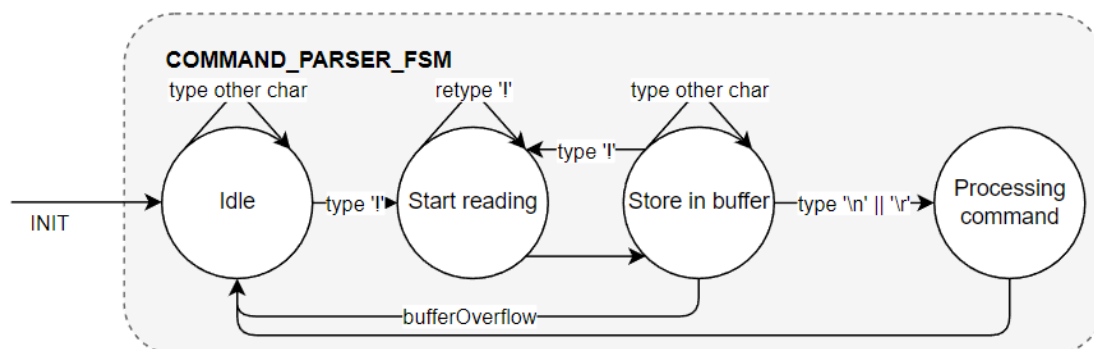 COMMAND_PARSER_FSM
type other char
retype '!'
type other char
type '!'
Idle
Start reading
Store in buffer
Processing
command
type '!'
type '\n' || '\r'
INIT
bufferOverflow